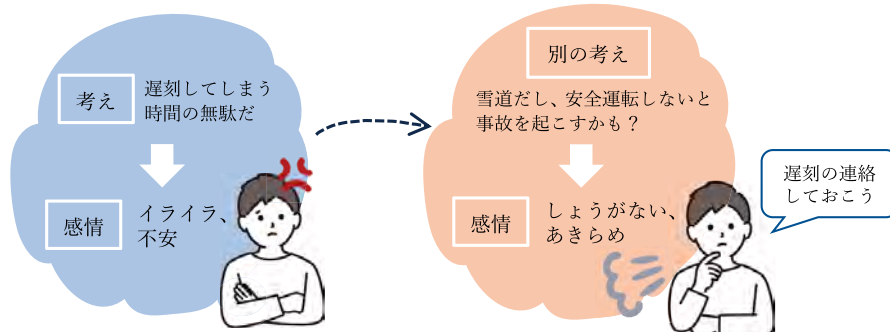 考え
遅刻してしまう
時間の無駄だ
感情
イライラ、
不安
別の考え
雪道だし、安全運転しないと
事故を起こすかも？
感情
しょうがない、
あきらめ
遅刻の連絡
しておこう